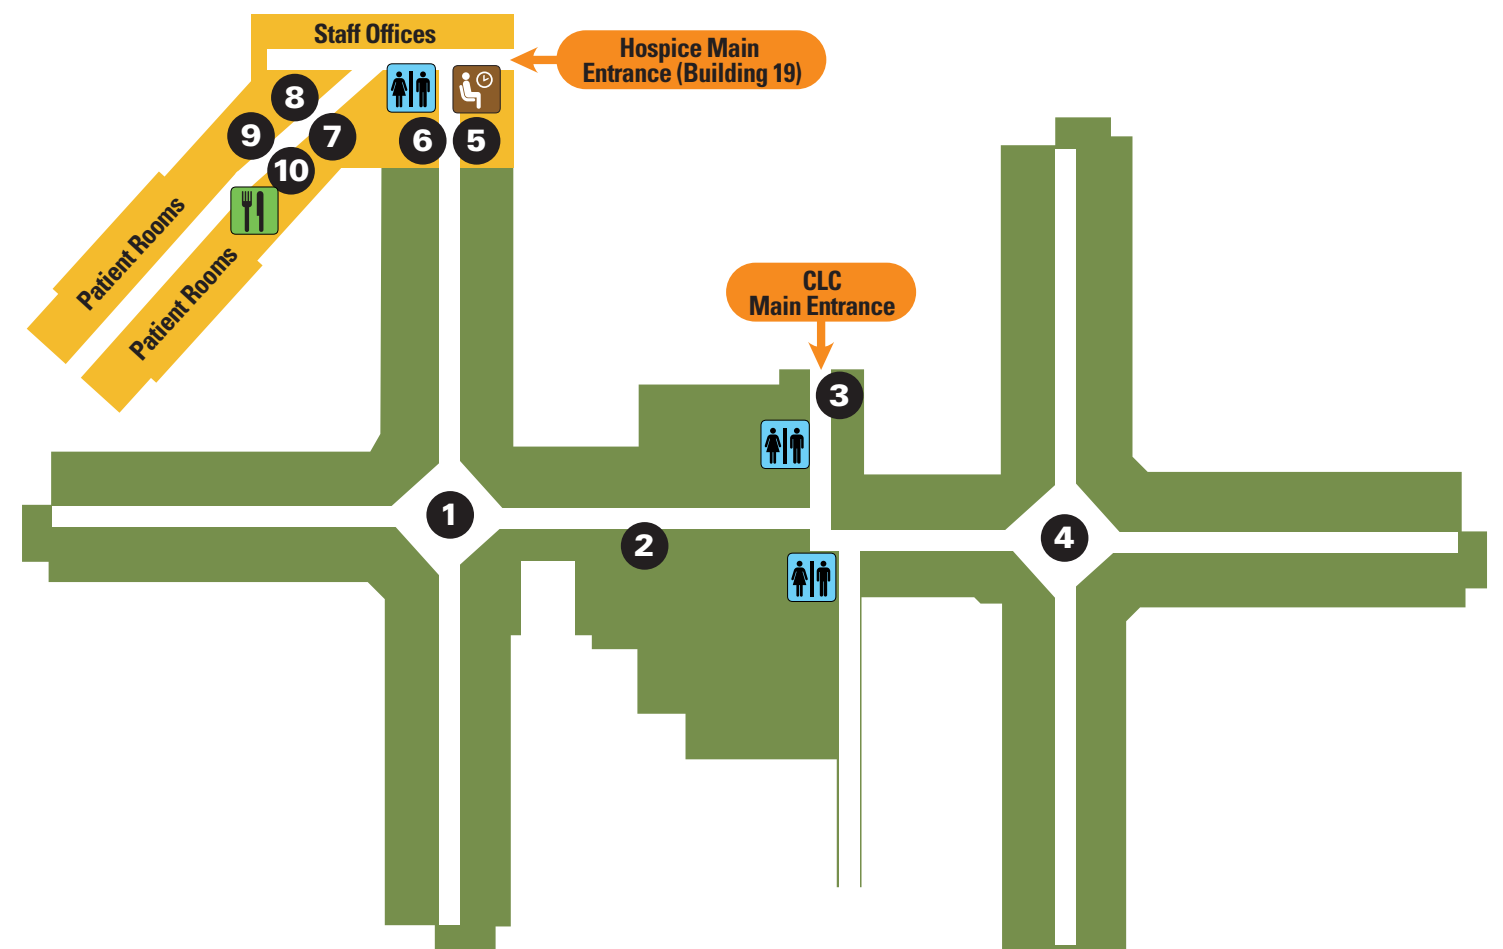 Staff Offices
Hospice Main
Entrance (Building 19)
8
9
7
6
5
10
Patient Rooms
Patient Rooms
CLC
Main Entrance
3
1
2
4